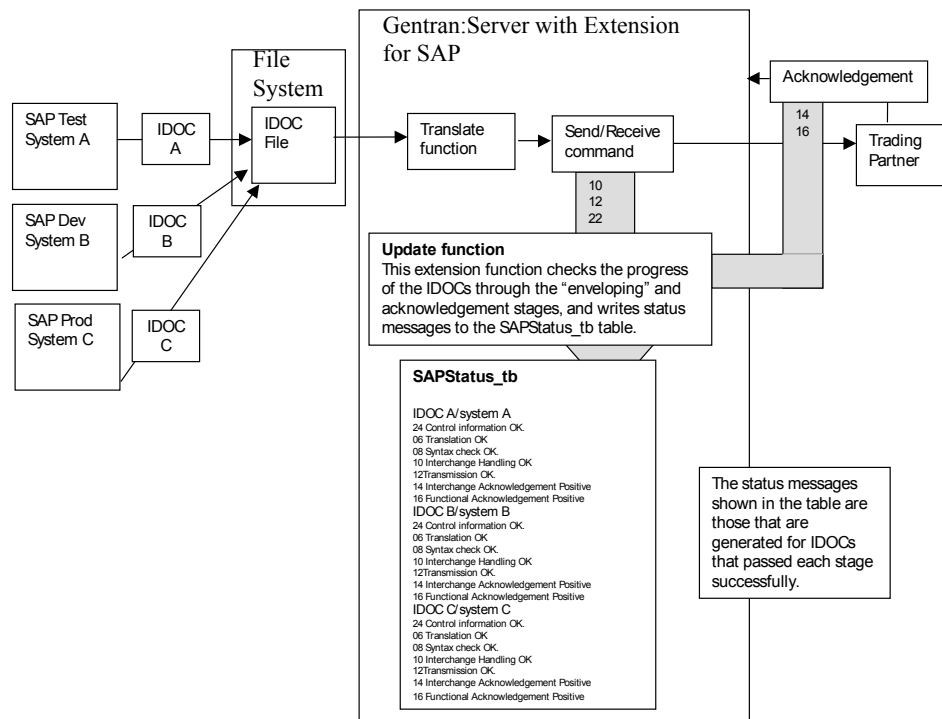 Gentran:Server with Extension
for SAP
File
System
Acknowledgement
SAP Test
System A
IDOC
A
IDOC
File
Translate
function
Send/Receive
command
14
16
Trading
Partner
SAP Dev
System B
IDOC
B
10
12
22
SAP Prod
System C
IDOC
C
Update function
This extension function checks the progress
of the IDOCs through the “enveloping” and
acknowledgement stages, and writes status
messages to the SAPStatus_tb table.
SAPStatus_tb
IDOC A/system A
24 Control information OK.
06 Translation OK
08 Syntax check OK.
10 Interchange Handling OK
12Transmission OK.
14 Interchange Acknowledgement Positive
16 Functional Acknowledgement Positive
IDOC B/system B
24 Control information OK.
06 Translation OK
08 Syntax check OK.
10 Interchange Handling OK
12Transmission OK.
14 Interchange Acknowledgement Positive
16 Functional Acknowledgement Positive
IDOC C/system C
24 Control information OK.
06 Translation OK
08 Syntax check OK.
10 Interchange Handling OK
12Transmission OK.
14 Interchange Acknowledgement Positive
16 Functional Acknowledgement Positive
The status messages
shown in the table are
those that are
generated for IDOCs
that passed each stage
successfully.